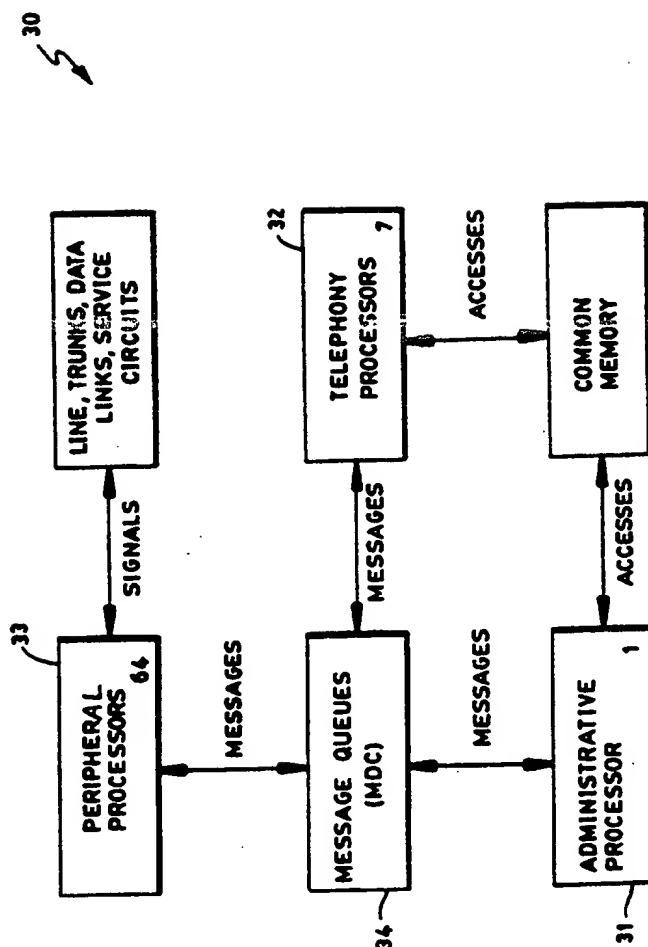 30
33
PERIPHERAL
PROCESSORS
64
SIGNALS
LINE, TRUNKS, DATA
LINKS, SERVICE
CIRCUITS
MESSAGES
34
MESSAGE QUEUES
(MDC)
MESSAGES
32
TELEPHONY
PROCESSORS
7
MESSAGES
ACCESSES
31
ADMINISTRATIVE
PROCESSOR
1
ACCESSES
COMMON
MEMORY